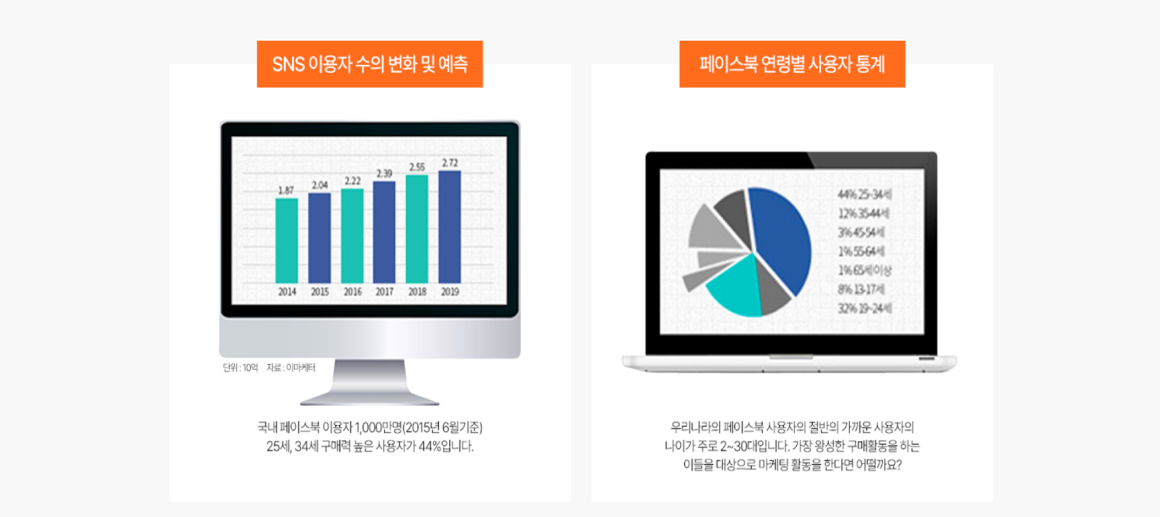 SNS 이용자 수의 변화 및 예측
1.87
2.04
2.22
2.39
2.55
2.72
2014 2015 2016 2017 2018 2019
단위 : 10억 자료 : 이마케터
국내 페이스북 이용자 1,000만명(2015년 6월기준)
25세, 34세 구매력 높은 사용자가 44%입니다.
페이스북 연령별 사용자 통계
44% 25-34세
12% 35-44세
3% 45-54세
1% 55-64세
1% 65세이상
8% 13-17세
32% 19-24세
우리나라의 페이스북 사용자의 절반의 가까운 사용자의
나이가 주로 2~30대입니다. 가장 왕성한 구매활동을 하는
이들을 대상으로 마케팅 활동을 한다면 어떨까요?